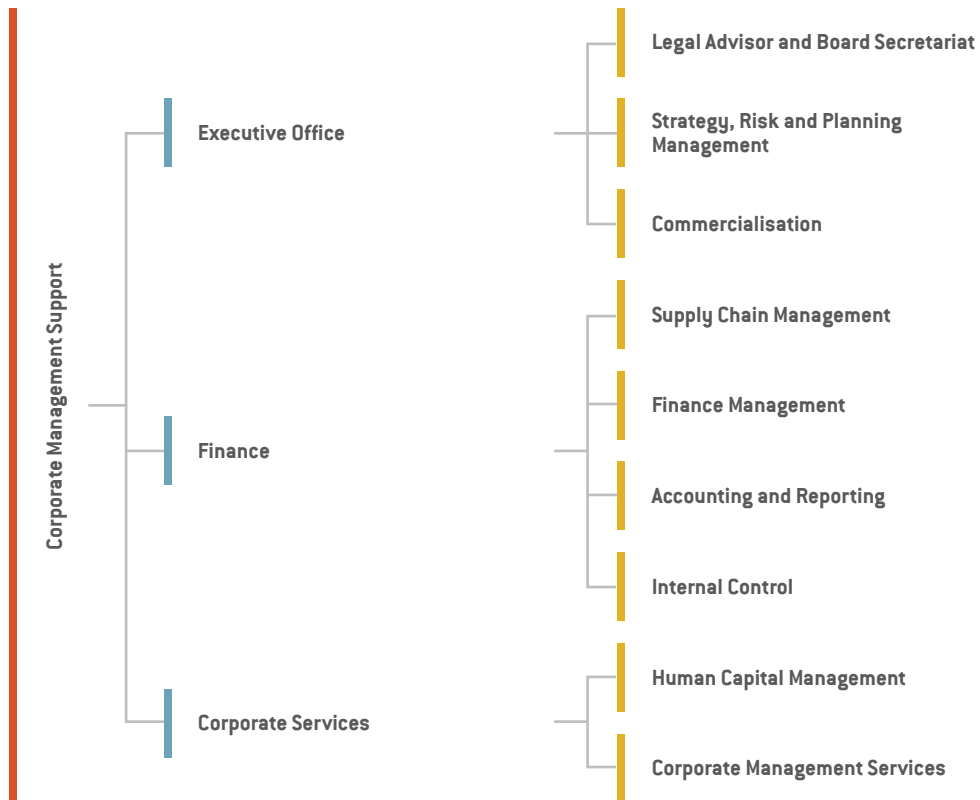 Corporate Management Support
Executive Office
Legal Advisor and Board Secretariat
Strategy, Risk and Planning
Management
Commercialisation
Finance
Supply Chain Management
Finance Management
Accounting and Reporting
Internal Control
Corporate Services
Human Capital Management
Corporate Management Services